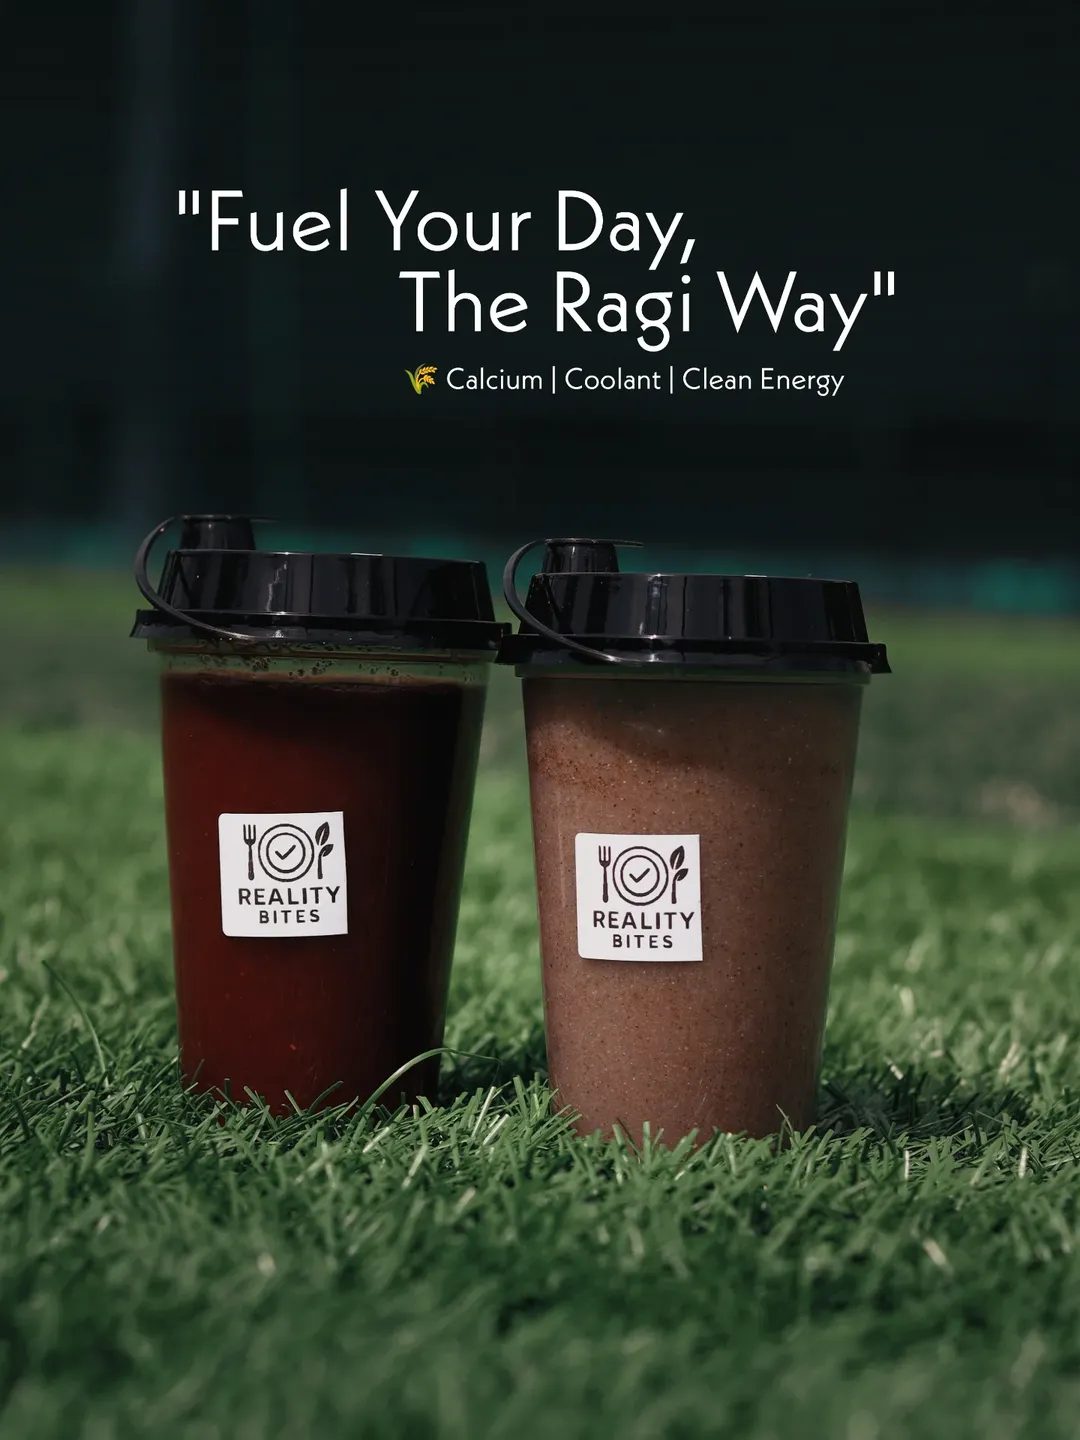 "Fuel Your Day,
The Ragi Way"
🌾 Calcium | Coolant | Clean Energy
REALITY
BITES
REALITY
BITES